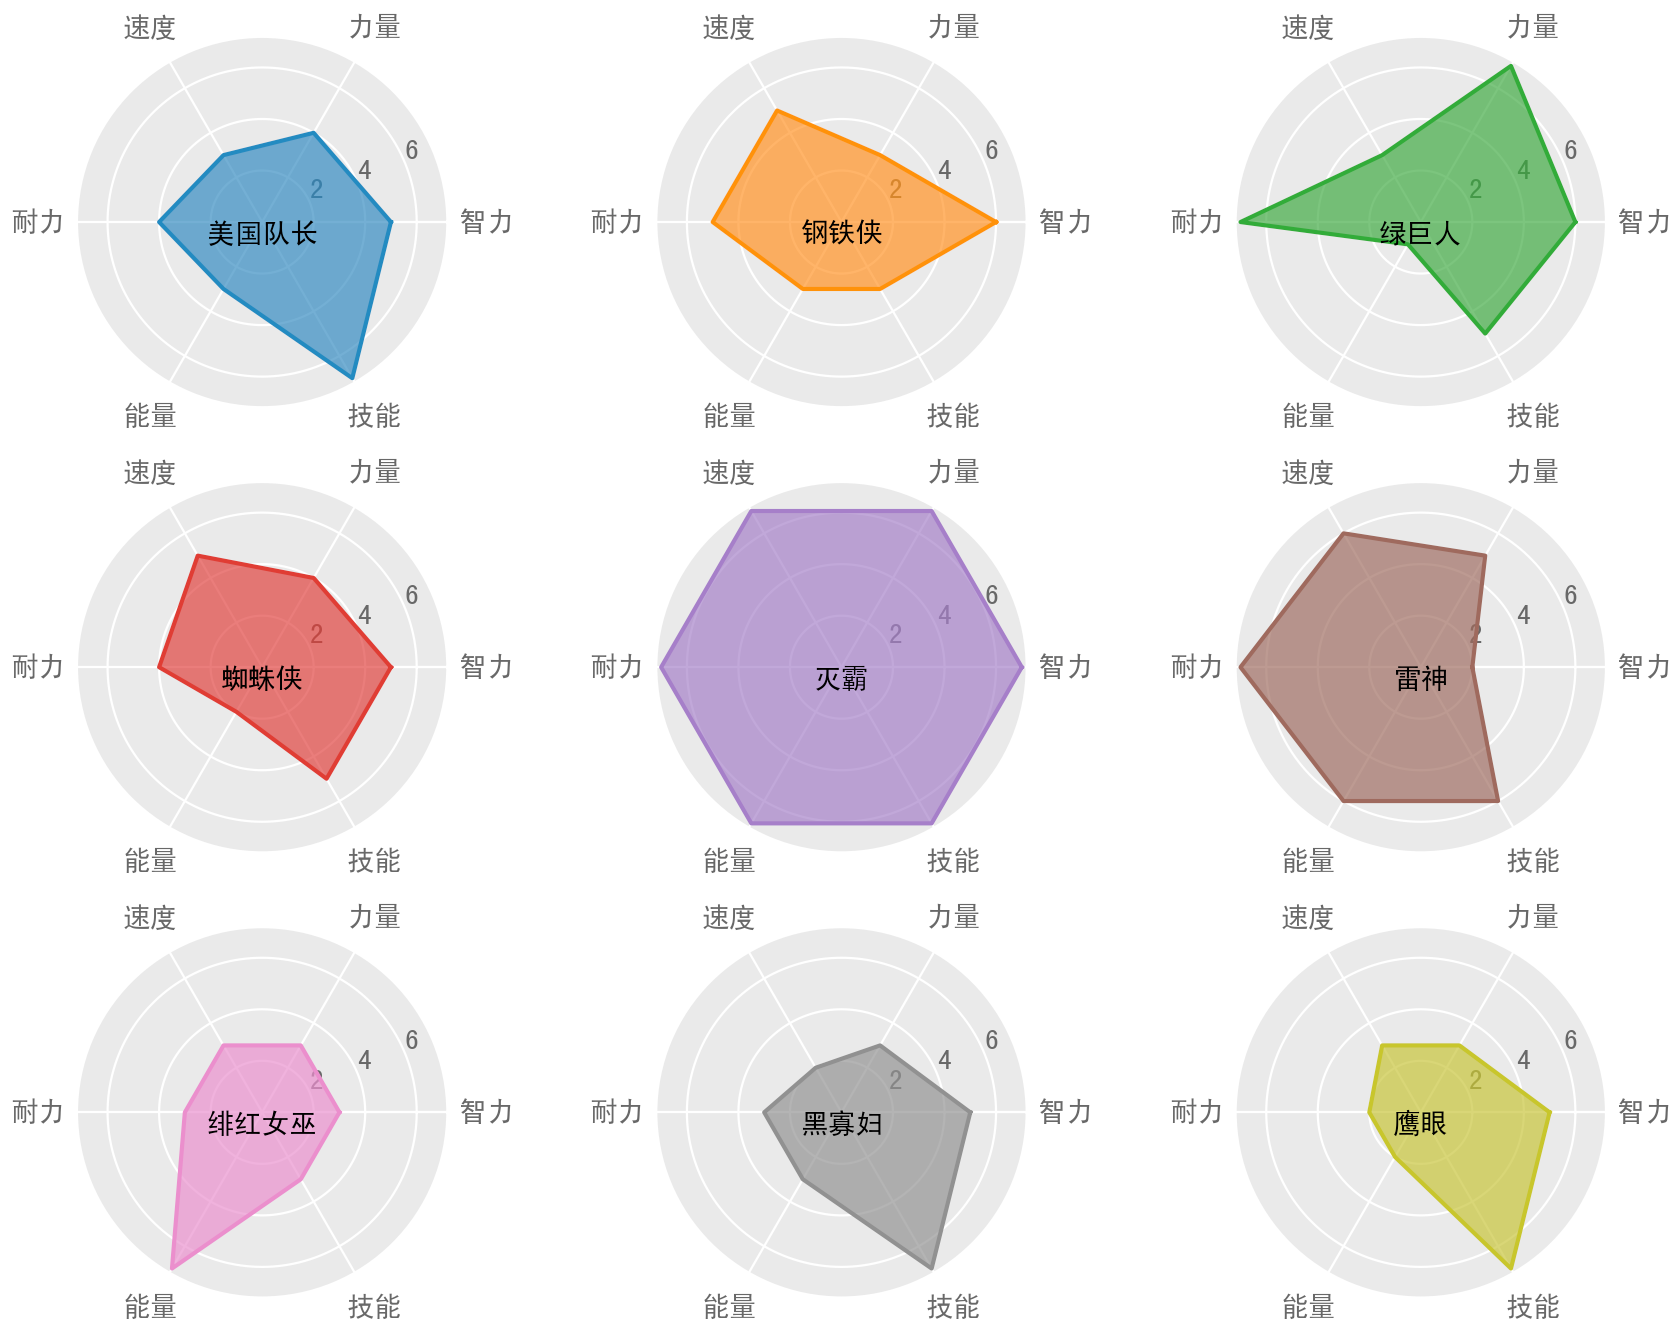 速度 力量 速度 力量 速度 力量
6 6 6
4 4 4
2 2 2
耐力 美国队长 智力 耐力 钢铁侠 智力 耐力 绿巨人 智力
能量 技能 能量 技能 能量 技能
速度 力量 速度 力量 速度 力量
6 6 6
4 4 4
2 2 2
耐力 蜘蛛侠 智力 耐力 灭霸 智力 耐力 雷神 智力
能量 技能 能量 技能 能量 技能
速度 力量 速度 力量 速度 力量
6 6 6
4 4 4
2 2 2
耐力 绯红女巫 智力 耐力 黑寡妇 智力 耐力 鹰眼 智力
能量 技能 能量 技能 能量 技能